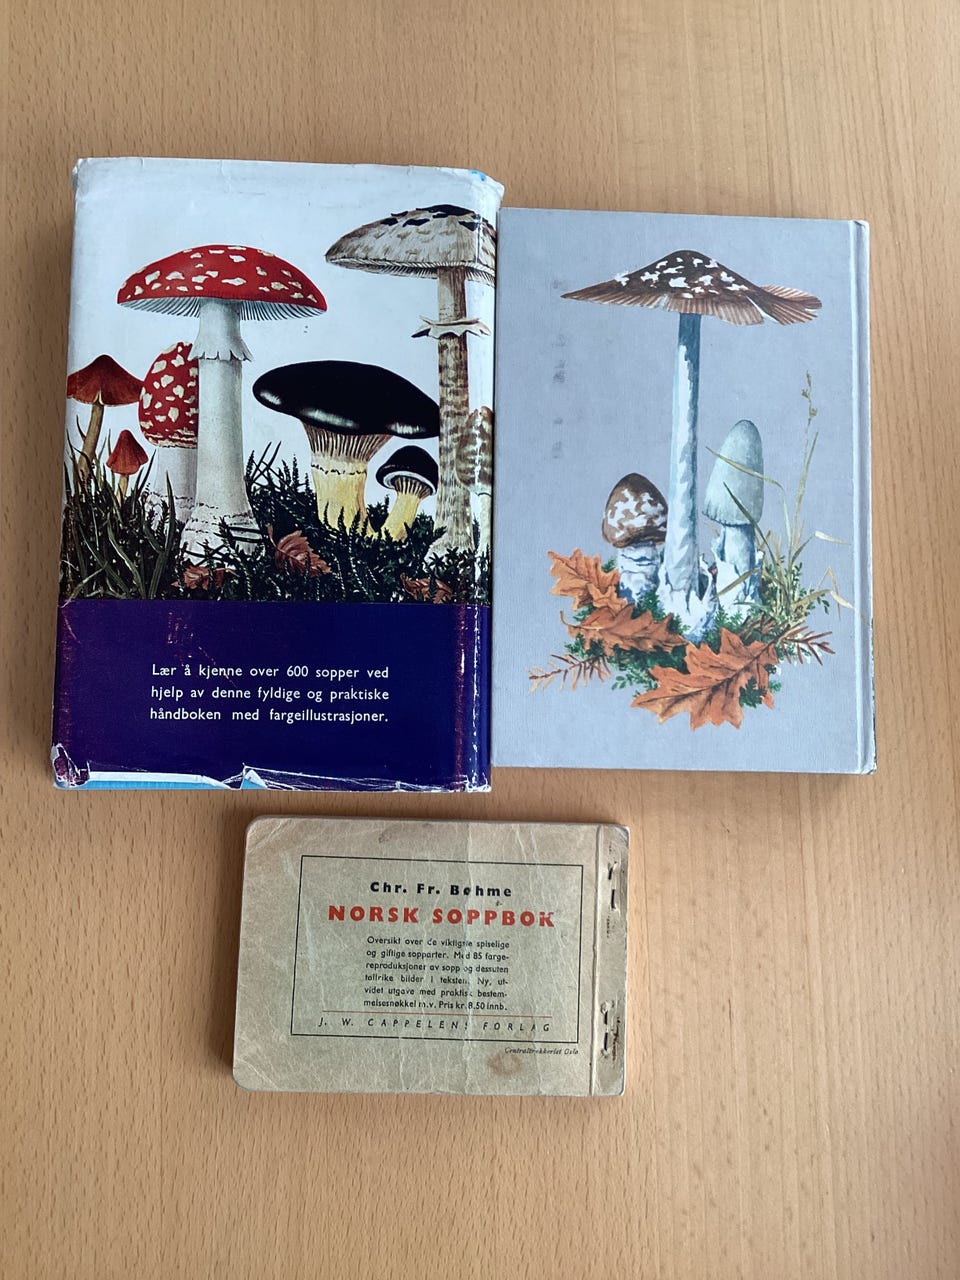 Lær å kjenne over 600 sopper ved
hjelp av denne fyldige og praktiske
håndboken med fargeillustrasjoner.
Chr. Fr. Bøhme
NORSK SOPPBOK
Oversikt over de viktigste spiselige
og giftige sopparter. Med 85 farge-
reproduksjoner av sopp og dessuten
tallrike bilder i teksten. Ny, ut-
videt utgave med praktisk bestem-
melsesnøkkel m.v. Pris kr. 8.50 innb.
J. W. CAPPELENS FORLAG
Centraltrykkeriet Oslo